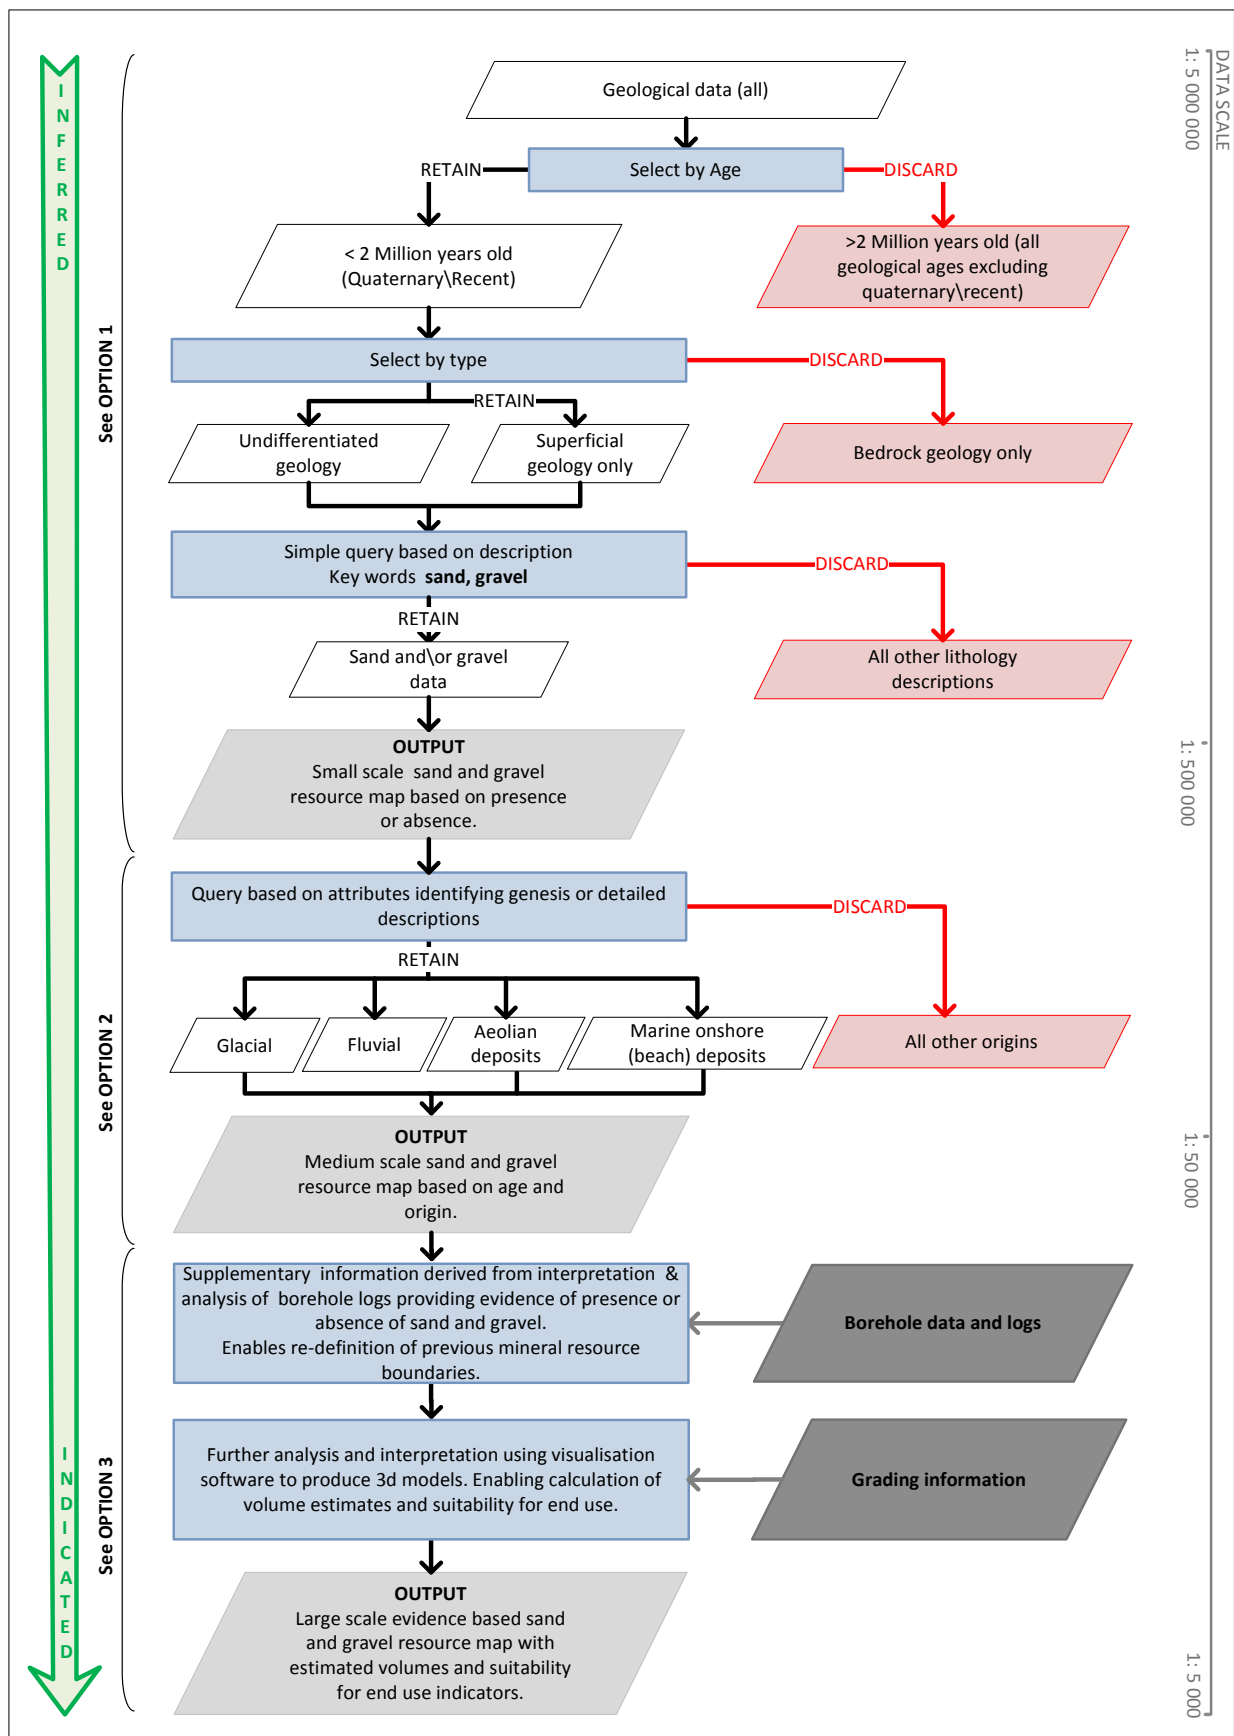 Geological data (all)
Select by Age
RETAIN
DISCARD
< 2 Million years old
(Quaternary\Recent)
>2 Million years old (all
geological ages excluding
quaternary\recent)
Select by type
DISCARD
RETAIN
Undifferentiated
geology
Superficial
geology only
Bedrock geology only
Simple query based on description
Key words sand, gravel
DISCARD
RETAIN
Sand and\or gravel
data
All other lithology
descriptions
OUTPUT
Small scale sand and gravel
resource map based on presence
or absence.
Query based on attributes identifying genesis or detailed
descriptions
DISCARD
RETAIN
Glacial
Fluvial
Aeolian
deposits
Marine onshore
(beach) deposits
All other origins
OUTPUT
Medium scale sand and gravel
resource map based on age and
origin.
Supplementary information derived from interpretation &
analysis of borehole logs providing evidence of presence or
absence of sand and gravel.
Enables re-definition of previous mineral resource
boundaries.
Borehole data and logs
Further analysis and interpretation using visualisation
software to produce 3d models. Enabling calculation of
volume estimates and suitability for end use.
Grading information
OUTPUT
Large scale evidence based sand
and gravel resource map with
estimated volumes and suitability
for end use indicators.
INFERRED
INDICATED
See OPTION 1
See OPTION 2
See OPTION 3
DATA SCALE
1: 5 000 000
1: 500 000
1: 50 000
1: 5 000